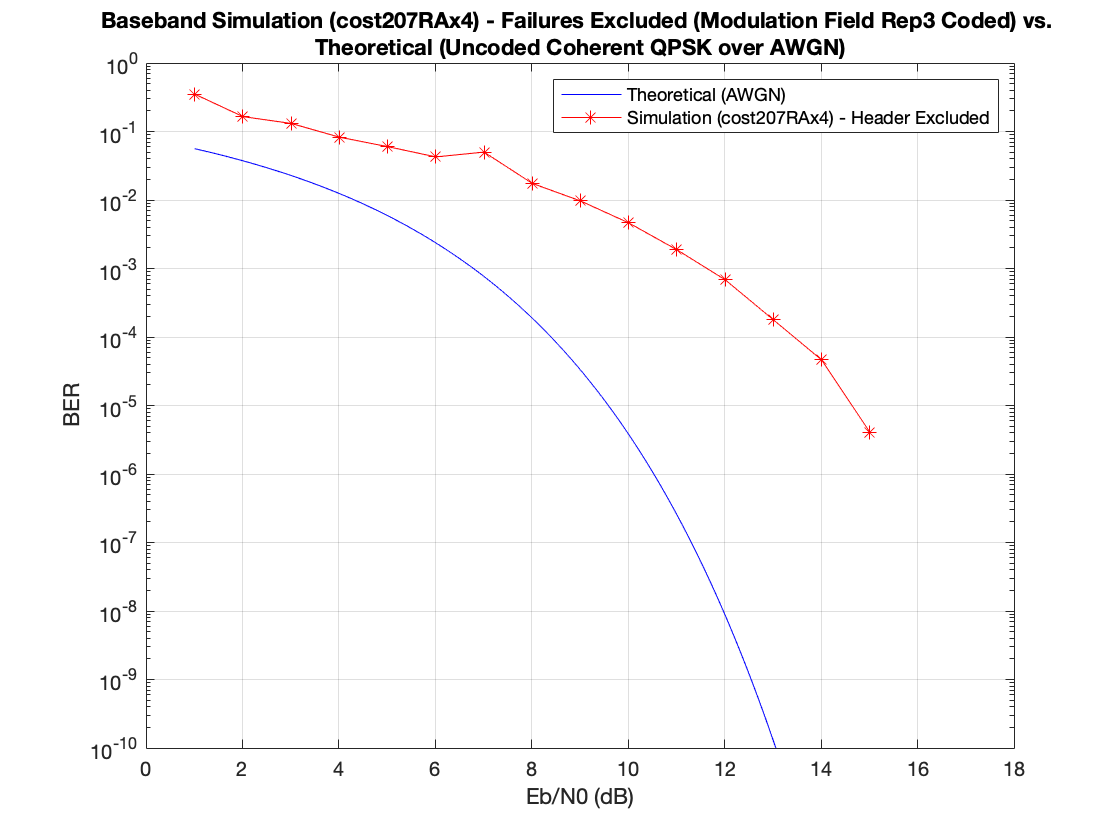 Baseband Simulation (cost207RAx4) - Failures Excluded (Modulation Field Rep3 Coded) vs.
Theoretical (Uncoded Coherent QPSK over AWGN)
Theoretical (AWGN)
Simulation (cost207RAx4) - Header Excluded
10^0
10^-1
10^-2
10^-3
10^-4
10^-5
10^-6
10^-7
10^-8
10^-9
10^-10
BER
0 2 4 6 8 10 12 14 16 18
Eb/N0 (dB)